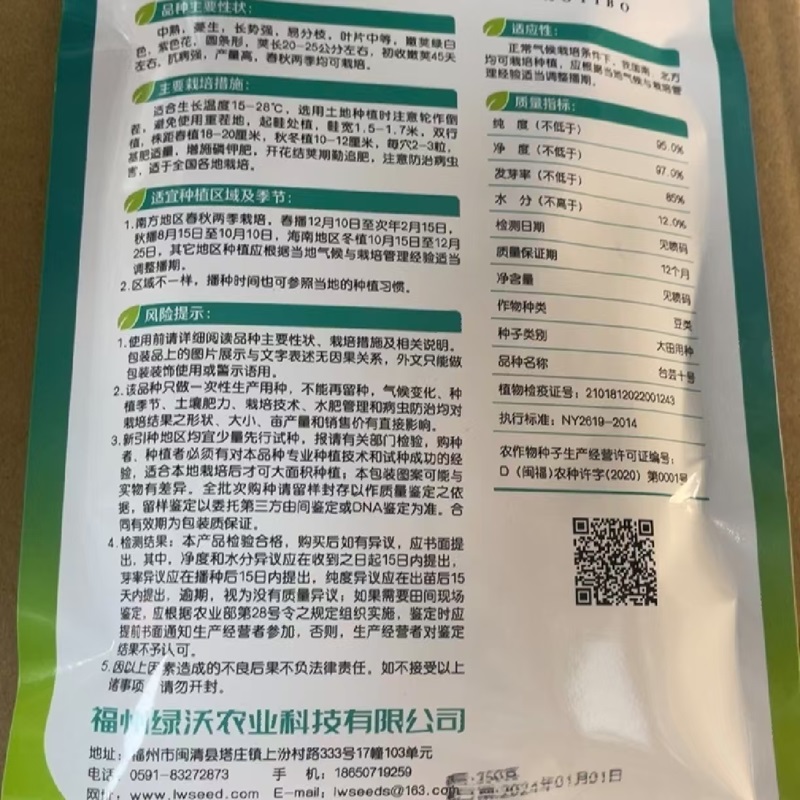 品种主要性状:
中熟，蔓生，长势强，易分枝，叶片中等，嫩荚绿白
色，紫色花，圆条形，荚长20-25公分左右，初收嫩荚45天
左右，抗病强，产量高，春秋两季均可栽培。
主要栽培措施:
适合生长温度15-28℃，选用土地种植时注意轮作倒
茬，避免使用重茬地，起畦处植，畦宽1.5-1.7米，双行
植，株距春植18-20厘米，秋冬植10-12厘米，每穴2-3粒，
基肥适量，增施磷钾肥，开花结荚期勤追肥，注意防治病虫
害，适于全国各地栽培。
适宜种植区域及季节:
1.南方地区春秋两季栽培，春播12月10日至次年2月15日，
秋播8月15日至10月10日，海南地区冬植10月15日至12月
25日，其它地区种植应根据当地气候与栽培管理经验适当
调整播期。
2.区域不一样，播种时间也可参照当地的种植习惯。
风险提示:
1.使用前请详细阅读品种主要性状、栽培措施及相关说明。
包装品上的图片展示与文字表述无因果关系，外文只能做
包装装饰使用或警示语用。
2.该品种只做一次性生产用种，不能再留种，气候变化、种
植季节、土壤肥力、栽培技术、水肥管理和病虫防治均对
栽培结果之形状、大小、亩产量和销售价有直接影响。
3.新引种地区均宜少量先行试种，报请有关部门检验，购种
者、种植者必须有对本品种专业种植技术和试种成功的经
验，适合本地栽培后才可大面积种植；本包装图案可能与
实物有差异。全批次购种请留样封存以作质量鉴定之依
据，留样鉴定以委托第三方由间鉴定或DNA鉴定为准。合
同有效期为包装质保证。
4.检测结果：本产品检验合格，购买后如有异议，应书面提
出，其中，净度和水分异议应在收到之日起15日内提出，
芽率异议应在播种后15日内提出，纯度异议应在出苗后15
天内提出，逾期，视为没有质量异议；如果需要田间现场
鉴定，应根据农业部第28号令之规定组织实施，鉴定时应
提前书面通知生产经营者参加，否则，生产经营者对鉴定
结果不予认可。
5.因以上因素造成的不良后果不负法律责任，如不接受以上
诸事项 请勿开封。
福州绿沃农业科技有限公司
地址：福州市闽清县塔庄镇上汾村路333号17幢103单元
电话 0591-83272873 手 机：18650719259
网址：www.lwseed.com E-mail：lwseeds@163.com
适应性:
正常气候栽培条件下，我国南、北方
均可栽培种植，应根据当地气候与栽培管
理经验适当调整播期。
质量指标:
纯 度（不低于） 95.0%
净 度（不低于） 97.0%
发芽率（不低于） 85%
水 分（不高于） 12.0%
检测日期 见喷码
质量保证期 12个月
净含量 见喷码
作物种类 豆类
种子类别 大田用种
品种名称 台芸十号
植物检疫证号：2101812022001243
执行标准：NY2619-2014
农作物种子生产经营许可证编号：
D（闽福）农种许字(2020）第0001号
350克
2024年01月01日